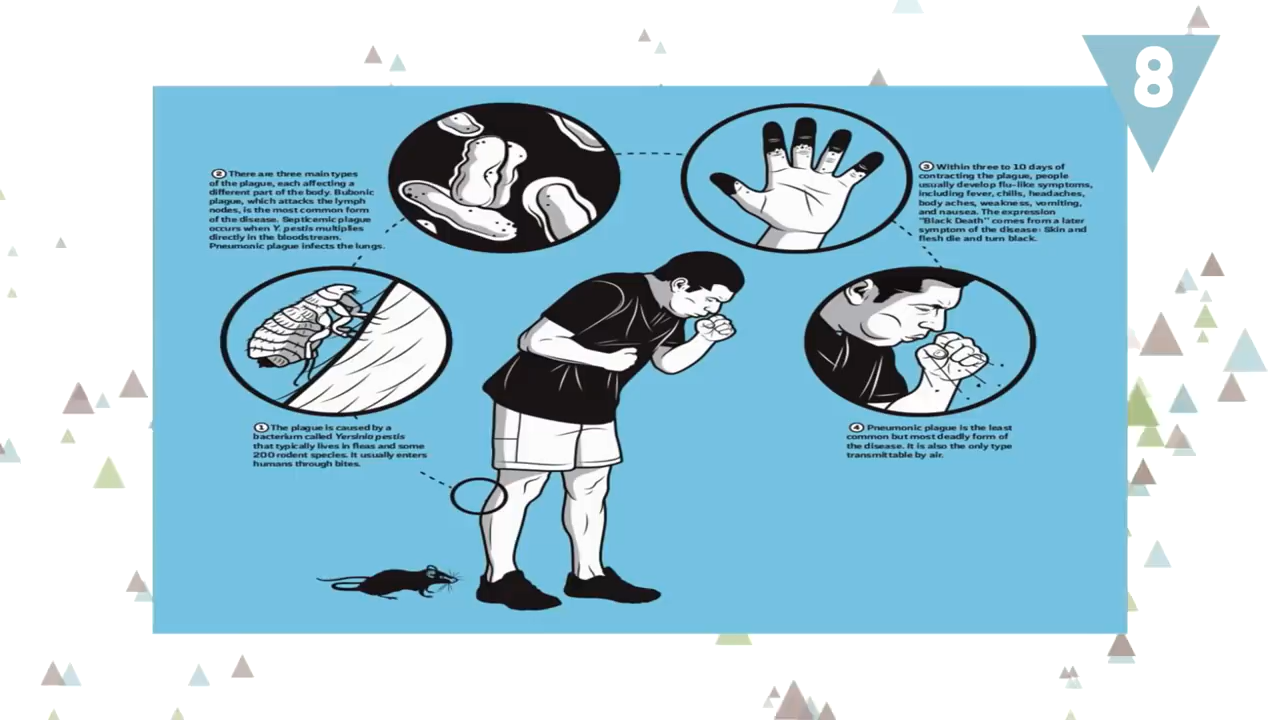 8
② There are three main types
of the plague, each affecting a
different part of the body. Bubonic
plague, which attacks the lymph
nodes, is the most common form
of the disease. Septicemic plague
occurs when Y. pestis multiplies
directly in the bloodstream.
Pneumonic plague infects the lungs.
③ Within three to 10 days of
contracting the plague, people
usually develop flu-like symptoms,
including fever, chills, headaches,
body aches, weakness, vomiting,
and nausea. The expression
"Black Death" comes from a later
symptom of the disease: Skin and
flesh die and turn black.
① The plague is caused by a
bacterium called Yersinia pestis
that typically lives in fleas and some
200 rodent species. It usually enters
humans through bites.
④ Pneumonic plague is the least
common but most deadly form of
the disease. It is also the only type
transmittable by air.